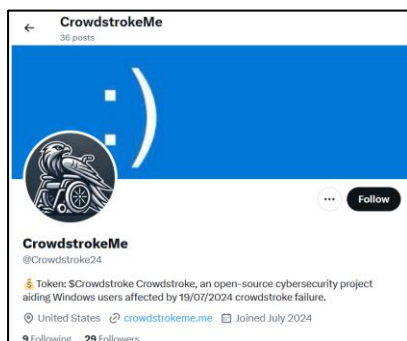 CrowdstrokeMe
36 posts
:)
Follow
CrowdstrokeMe
@Crowdstroke24
💰 Token: $Crowdstroke Crowdstroke, an open-source cybersecurity project
aiding Windows users affected by 19/07/2024 crowdstroke failure.
United States crowdstrokeme.me Joined July 2024
9 Following 29 Followers